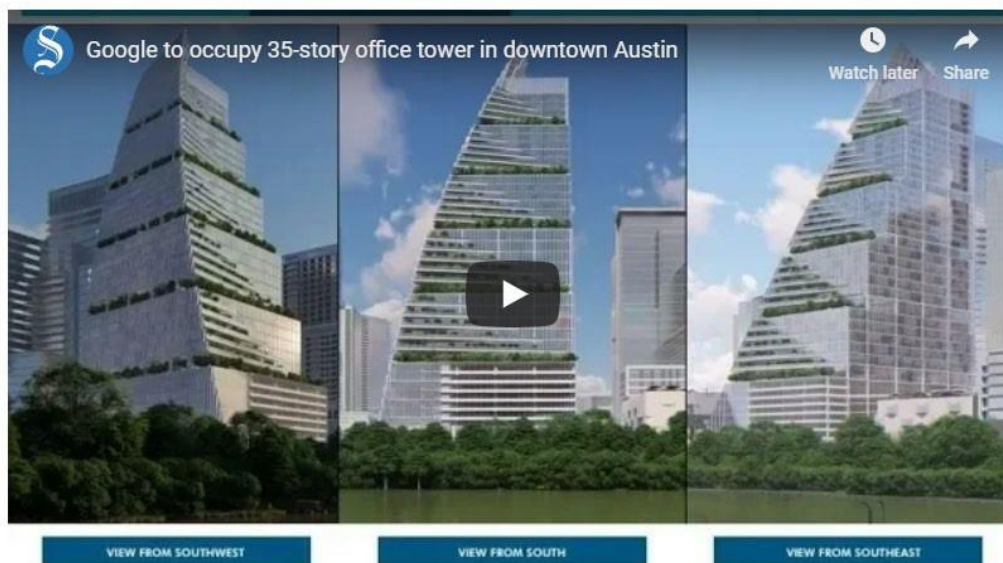 S
Google to occupy 35-story office tower in downtown Austin
Watch later
Share
VIEW FROM SOUTHWEST
VIEW FROM SOUTH
VIEW FROM SOUTHEAST